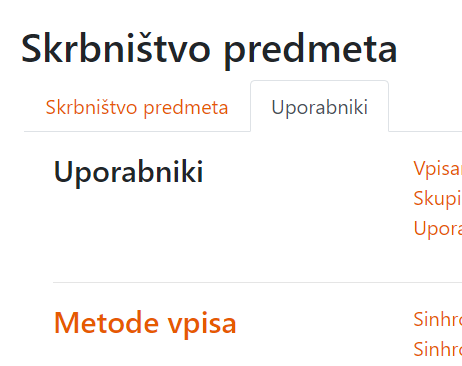 Skrbništvo predmeta
Skrbništvo predmeta Uporabniki
Uporabniki
Metode vpisa